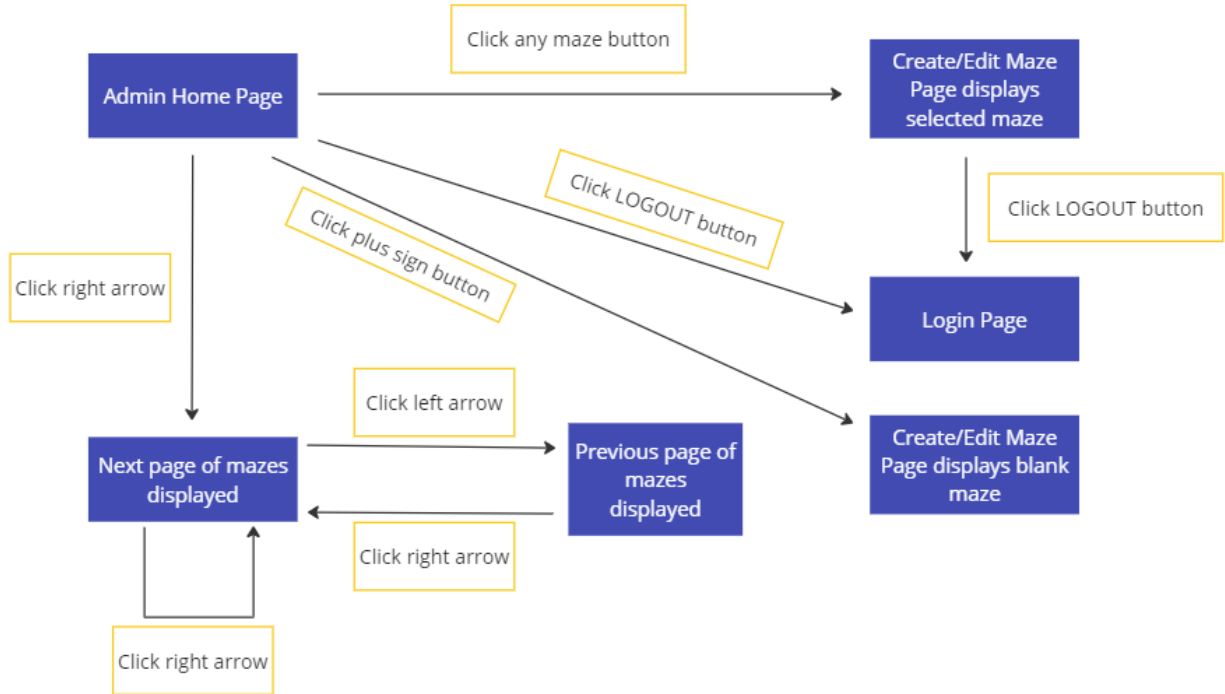 Click any maze button
Admin Home Page
Create/Edit Maze
Page displays
selected maze
Click LOGOUT button
Click LOGOUT button
Click plus sign button
Click right arrow
Login Page
Click left arrow
Next page of mazes
displayed
Previous page of
mazes
displayed
Create/Edit Maze
Page displays blank
maze
Click right arrow
Click right arrow